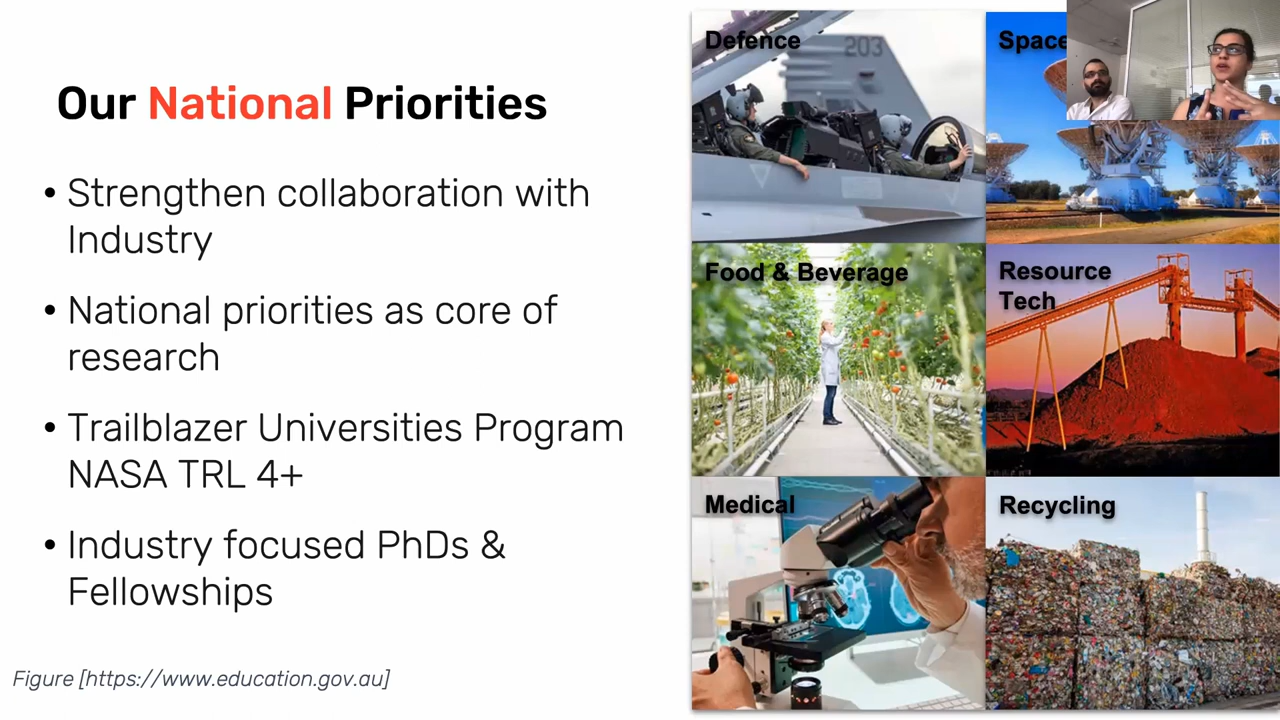 Our National Priorities
• Strengthen collaboration with
Industry
• National priorities as core of
research
• Trailblazer Universities Program
NASA TRL 4+
• Industry focused PhDs &
Fellowships
Figure [https://www.education.gov.au]
Defence
203
Space
Food & Beverage
Resource
Tech
Medical
Recycling